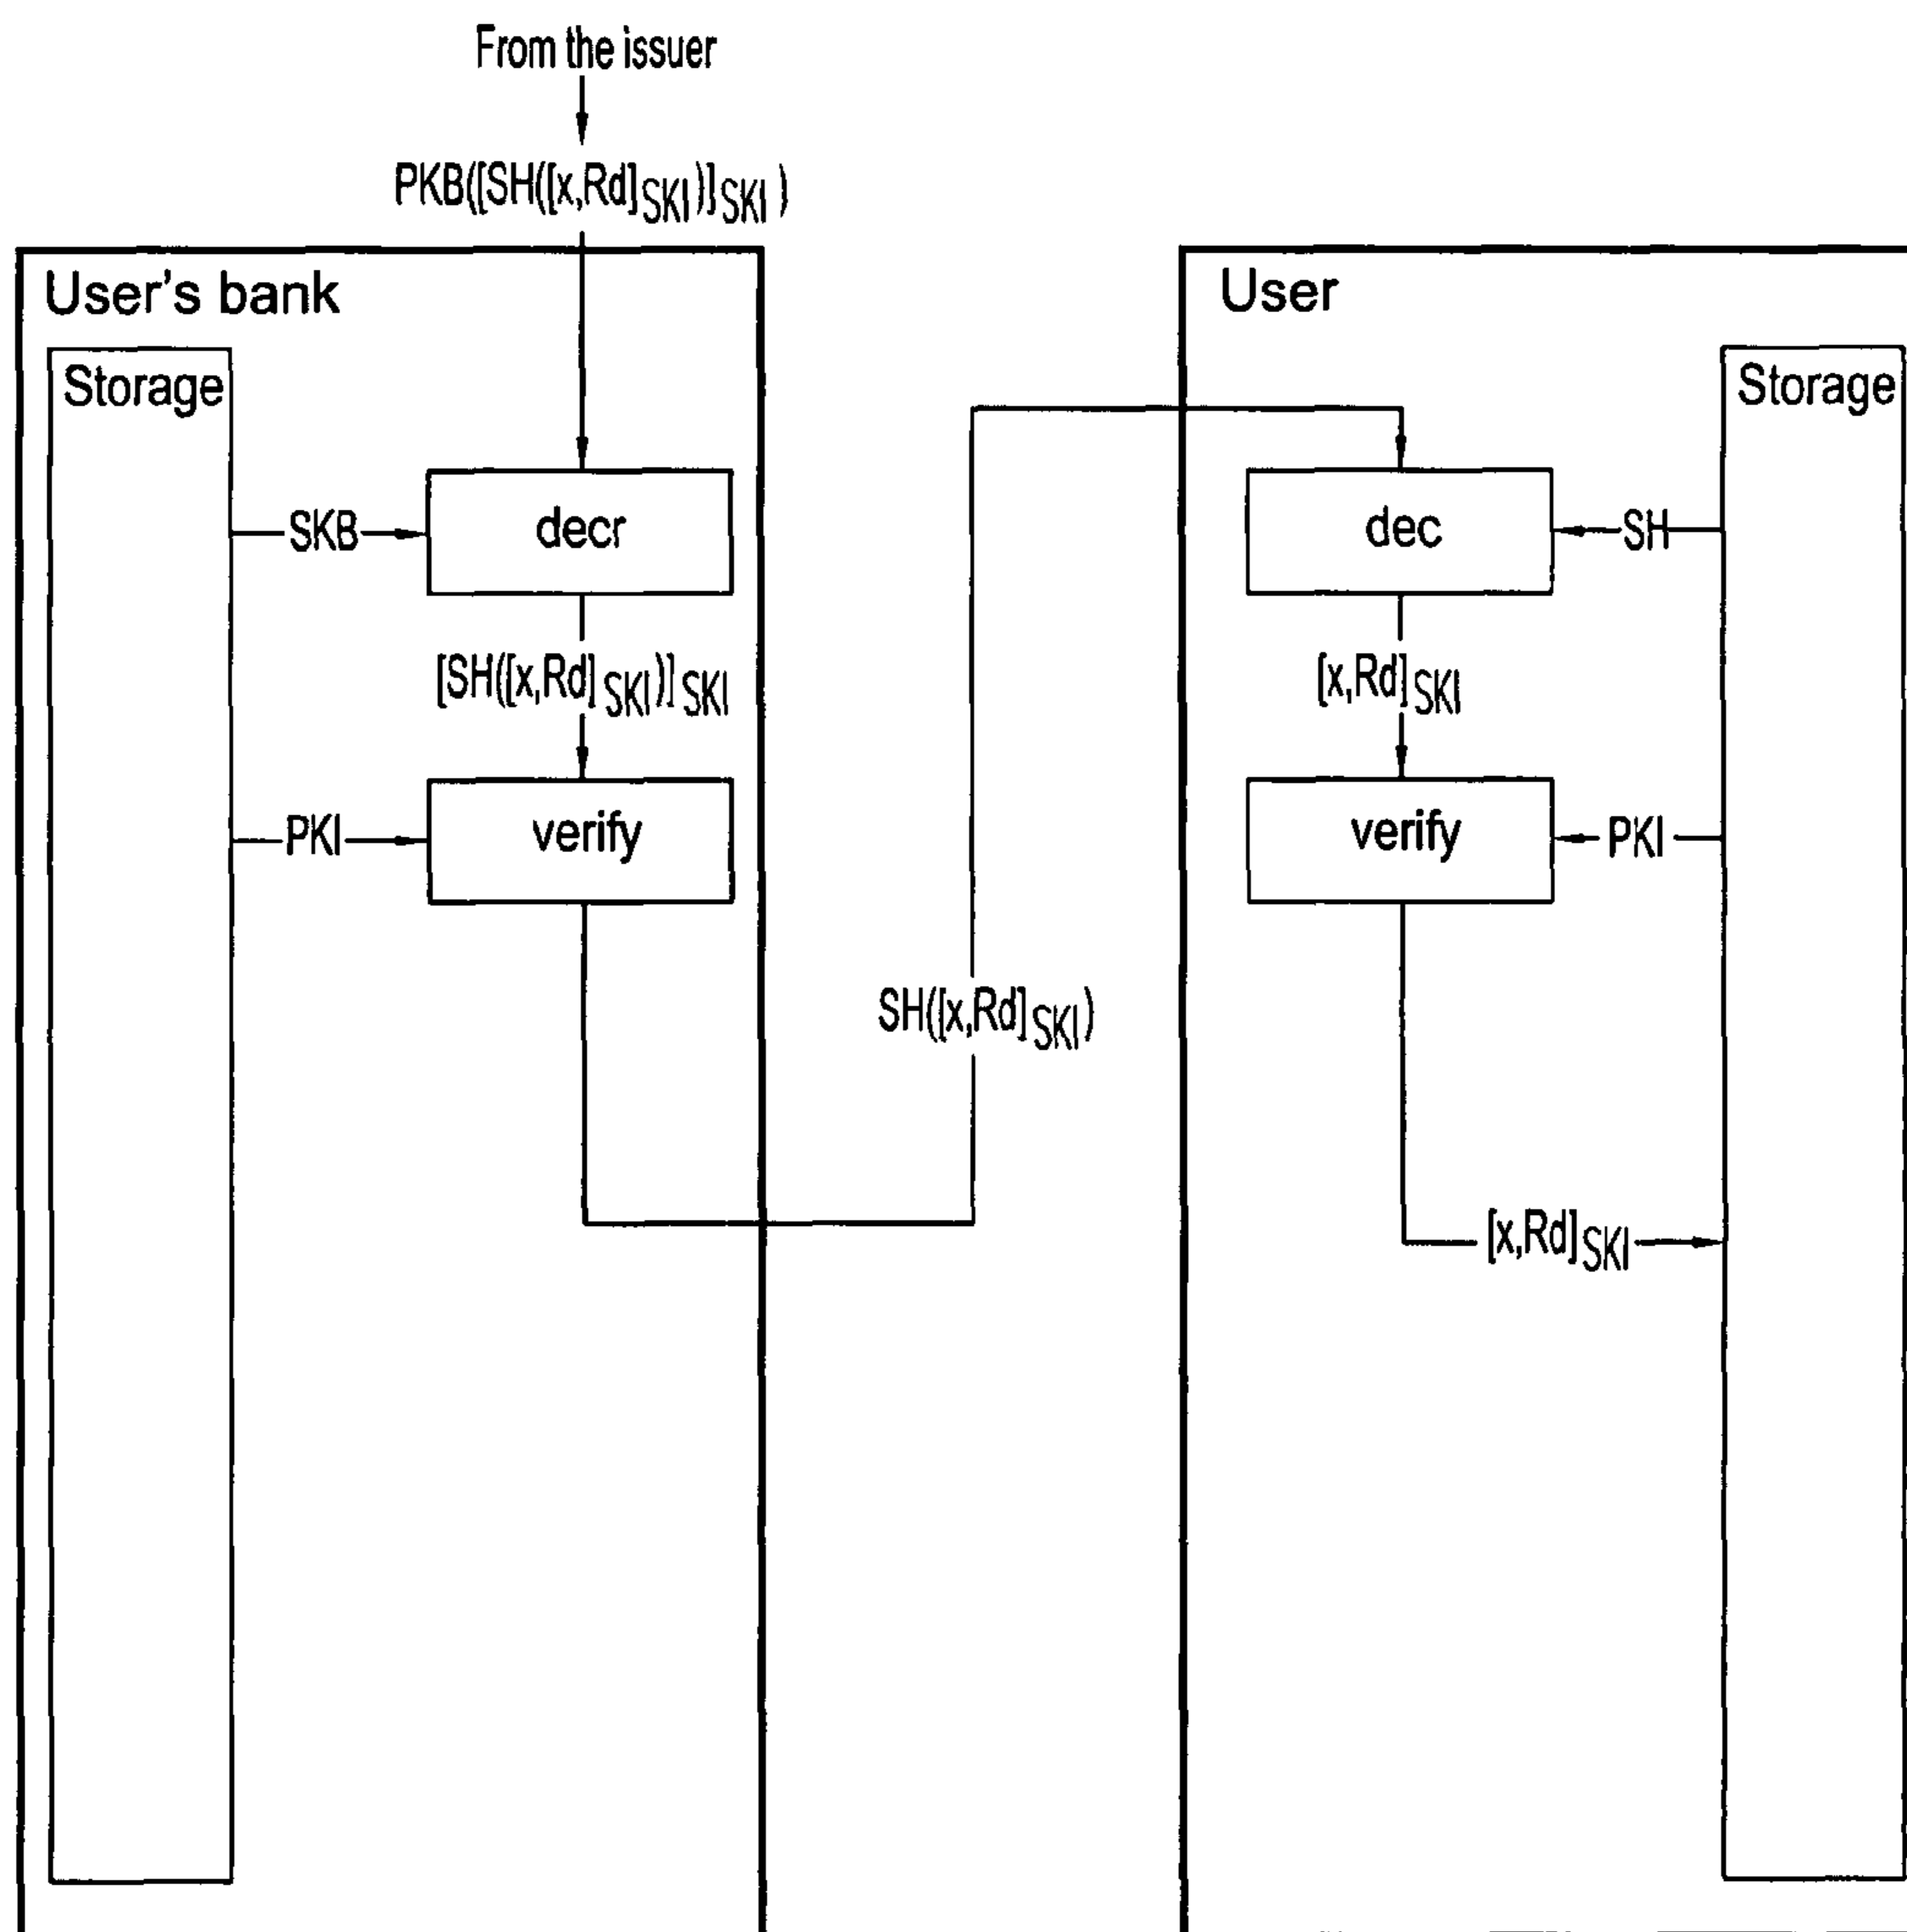 From the issuer
PKB([SH([x,Rd]SKI)]SKI)
User's bank
Storage
SKB
decr
[SH([x,Rd]SKI)]SKI
PKI
verify
SH([x,Rd]SKI)
User
Storage
dec
SH
[x,Rd]SKI
verify
PKI
[x,Rd]SKI